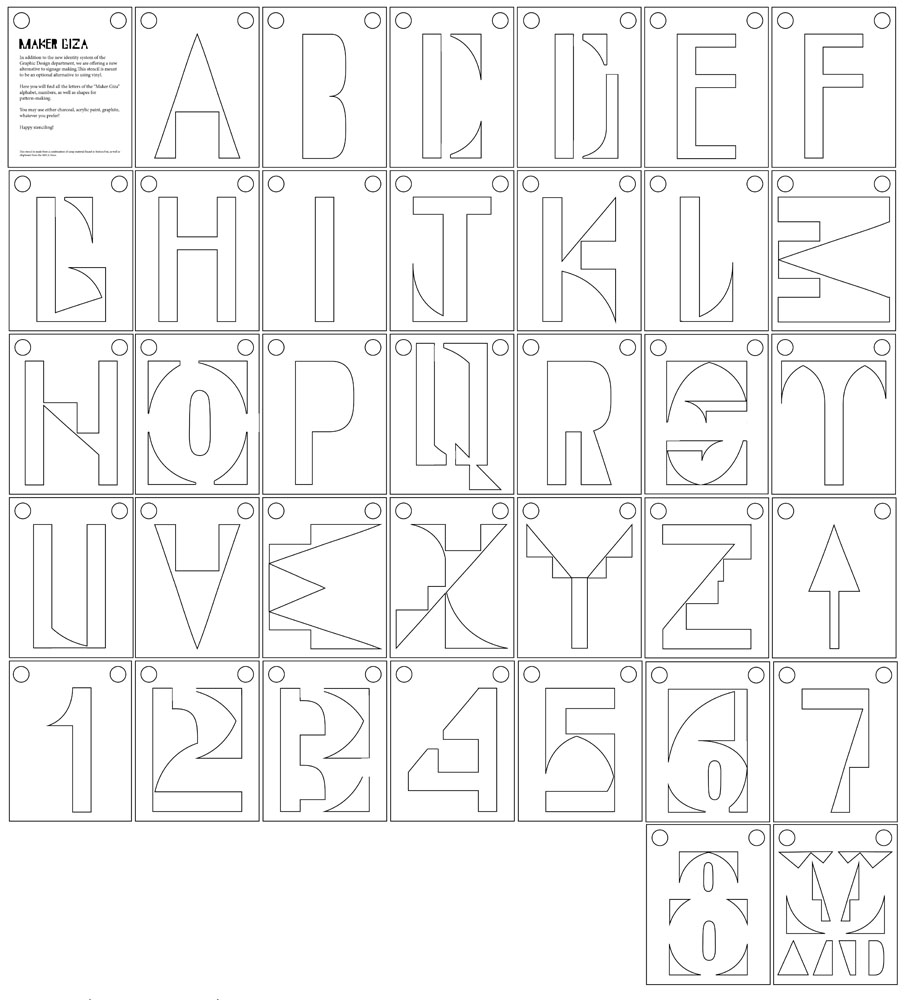 MAKER GIZA
In addition to the new identity system of the
Graphic Design department, we are offering a new
alternative to signage making. This stencil is meant
to be an optional alternative to using vinyl.
Here you will find all the letters of the "Maker Giza"
alphabet, numbers, as well as shapes for
pattern-making.
You may use either charcoal, acrylic paint, graphite,
whatever you prefer!
Happy stenciling!
A B C D E F
G H I J K L M
N O P Q R S T
U V W X Y Z
1 2 3 4 5 6 7
8
AND